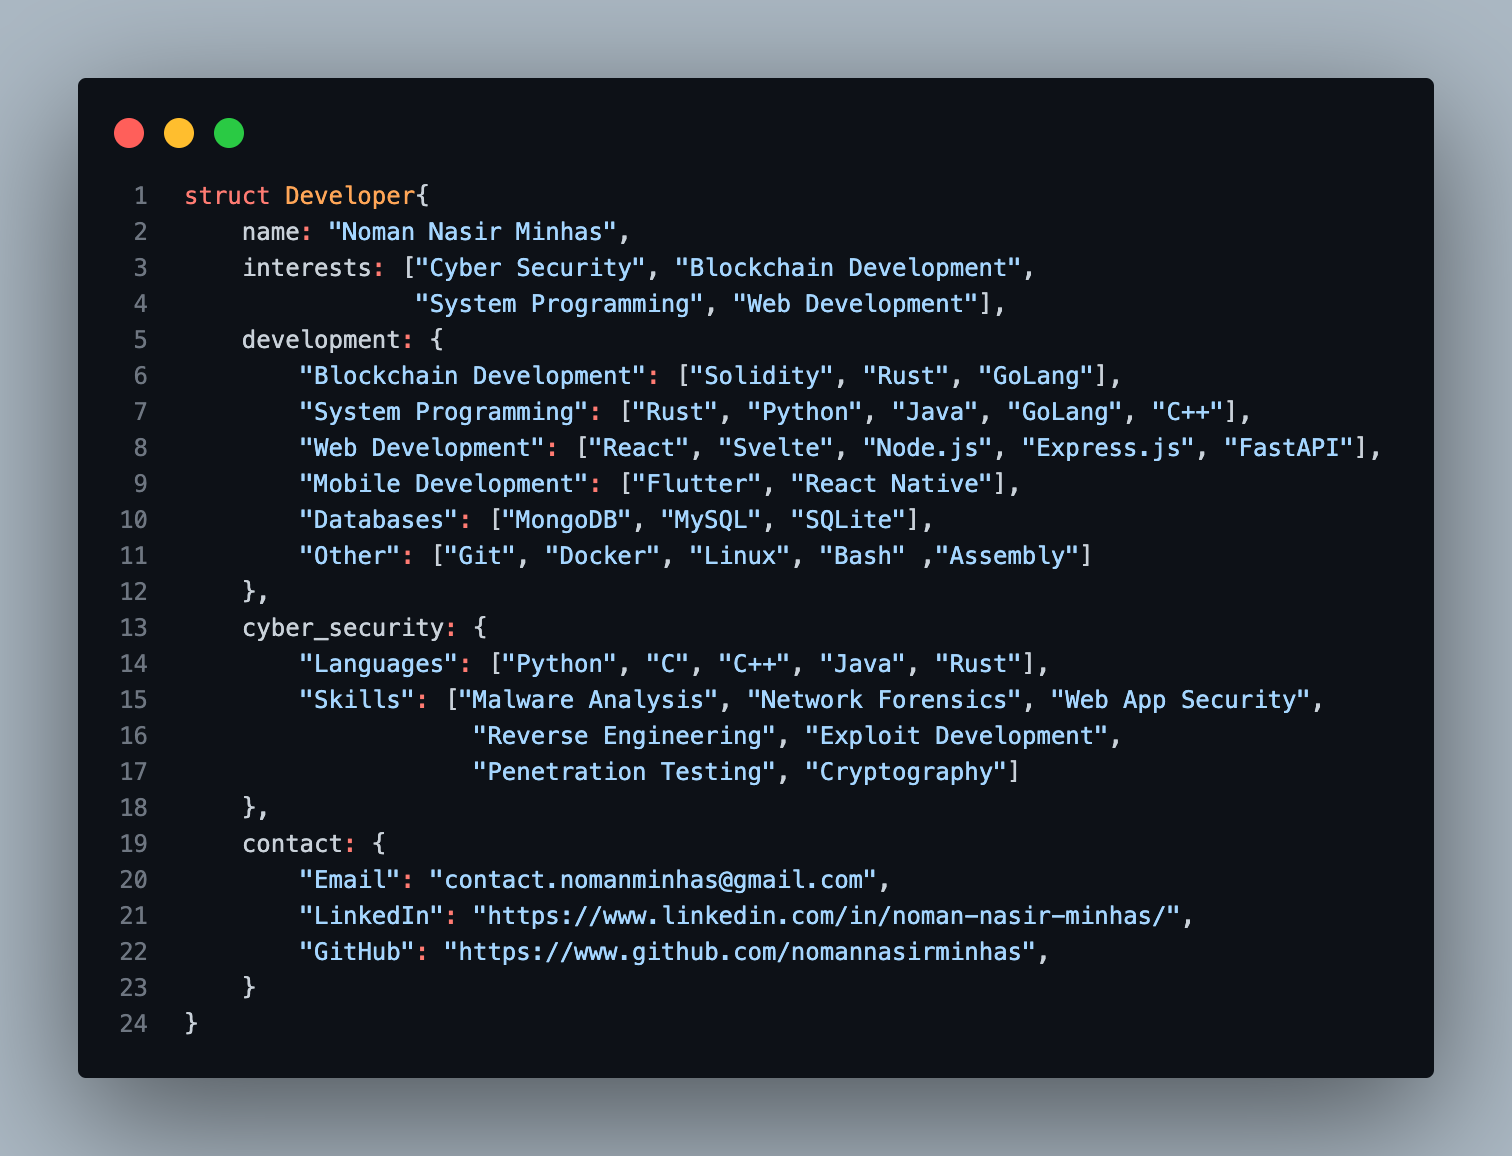 1 struct Developer{
2     name: "Noman Nasir Minhas",
3     interests: ["Cyber Security", "Blockchain Development",
4                 "System Programming", "Web Development"],
5     development: {
6         "Blockchain Development": ["Solidity", "Rust", "GoLang"],
7         "System Programming": ["Rust", "Python", "Java", "GoLang", "C++"],
8         "Web Development": ["React", "Svelte", "Node.js", "Express.js", "FastAPI"],
9         "Mobile Development": ["Flutter", "React Native"],
10         "Databases": ["MongoDB", "MySQL", "SQLite"],
11         "Other": ["Git", "Docker", "Linux", "Bash" ,"Assembly"]
12     },
13     cyber_security: {
14         "Languages": ["Python", "C", "C++", "Java", "Rust"],
15         "Skills": ["Malware Analysis", "Network Forensics", "Web App Security",
16                     "Reverse Engineering", "Exploit Development",
17                     "Penetration Testing", "Cryptography"]
18     },
19     contact: {
20         "Email": "contact.nomanminhas@gmail.com",
21         "LinkedIn": "https://www.linkedin.com/in/noman-nasir-minhas/",
22         "GitHub": "https://www.github.com/nomannasirminhas",
23     }
24 }